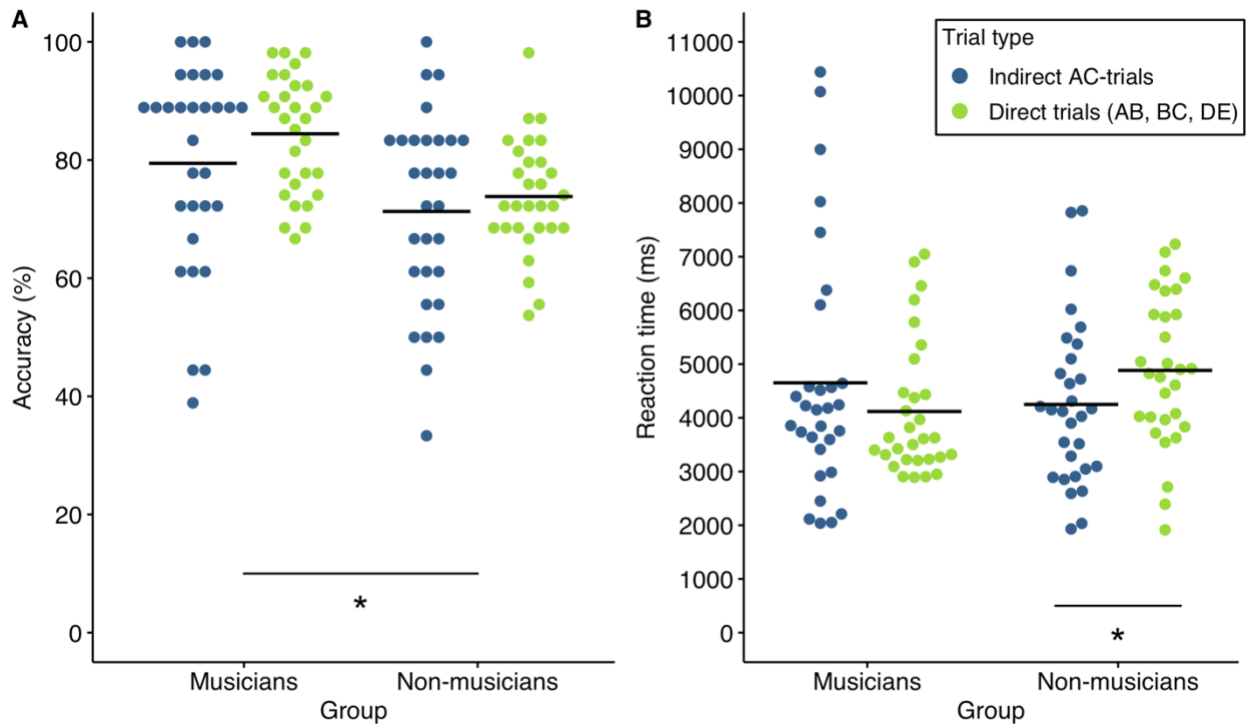 A
Accuracy (%)
100
80
60
40
20
0
*
Musicians
Non-musicians
Group
B
Reaction time (ms)
11000
10000
9000
8000
7000
6000
5000
4000
3000
2000
1000
0
Trial type
Indirect AC-trials
Direct trials (AB, BC, DE)
*
Musicians
Non-musicians
Group